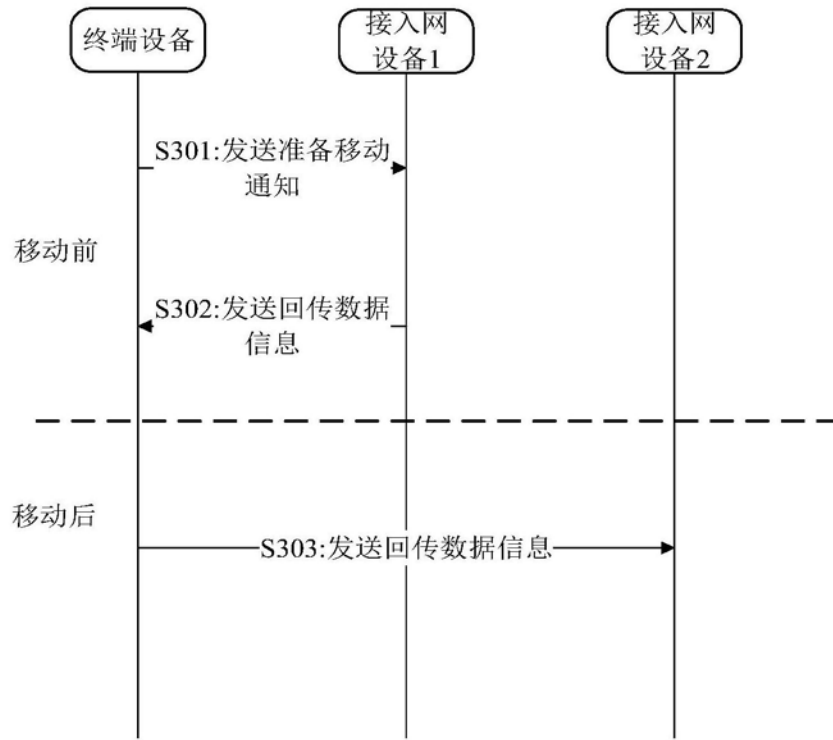 终端设备
接入网
设备1
接入网
设备2
S301:发送准备移动
通知
移动前
S302:发送回传数据
信息
移动后
S303:发送回传数据信息